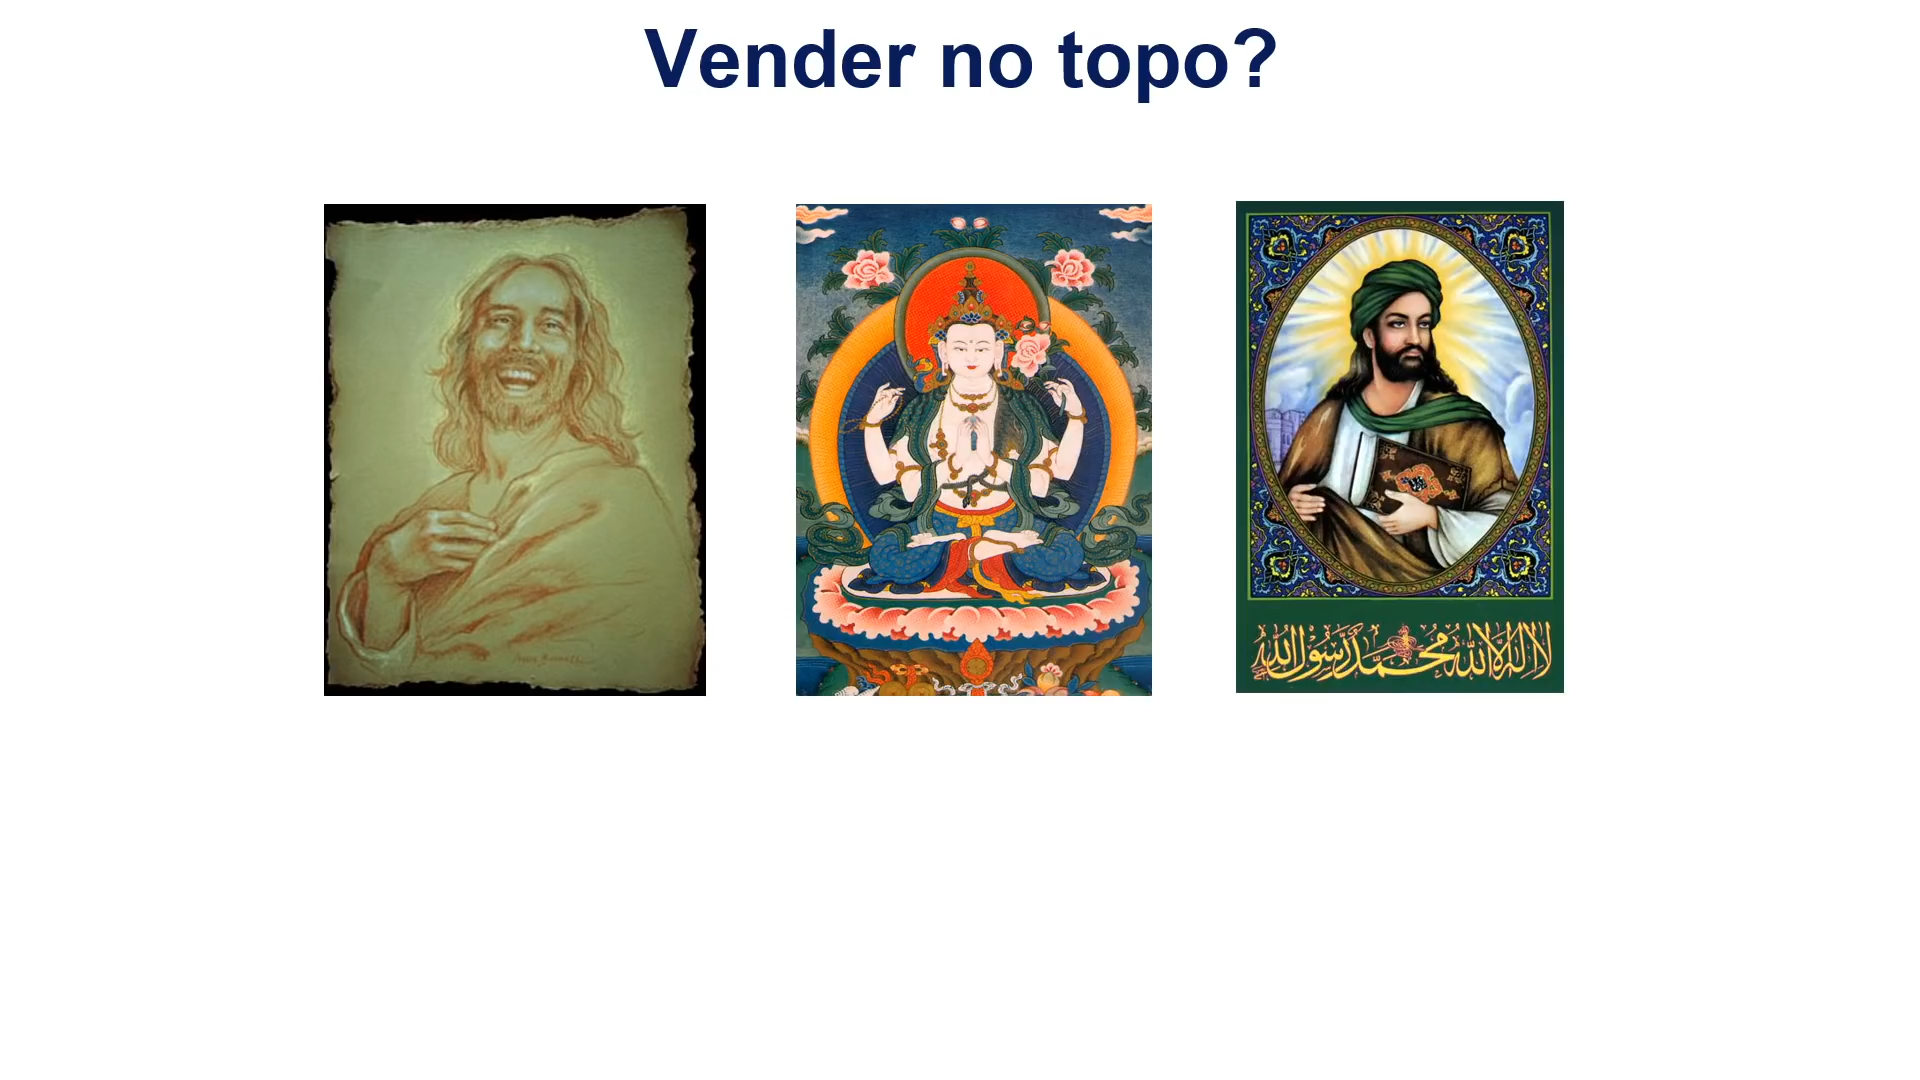 Vender no topo?
لا اله الا الله محمد رسول الله